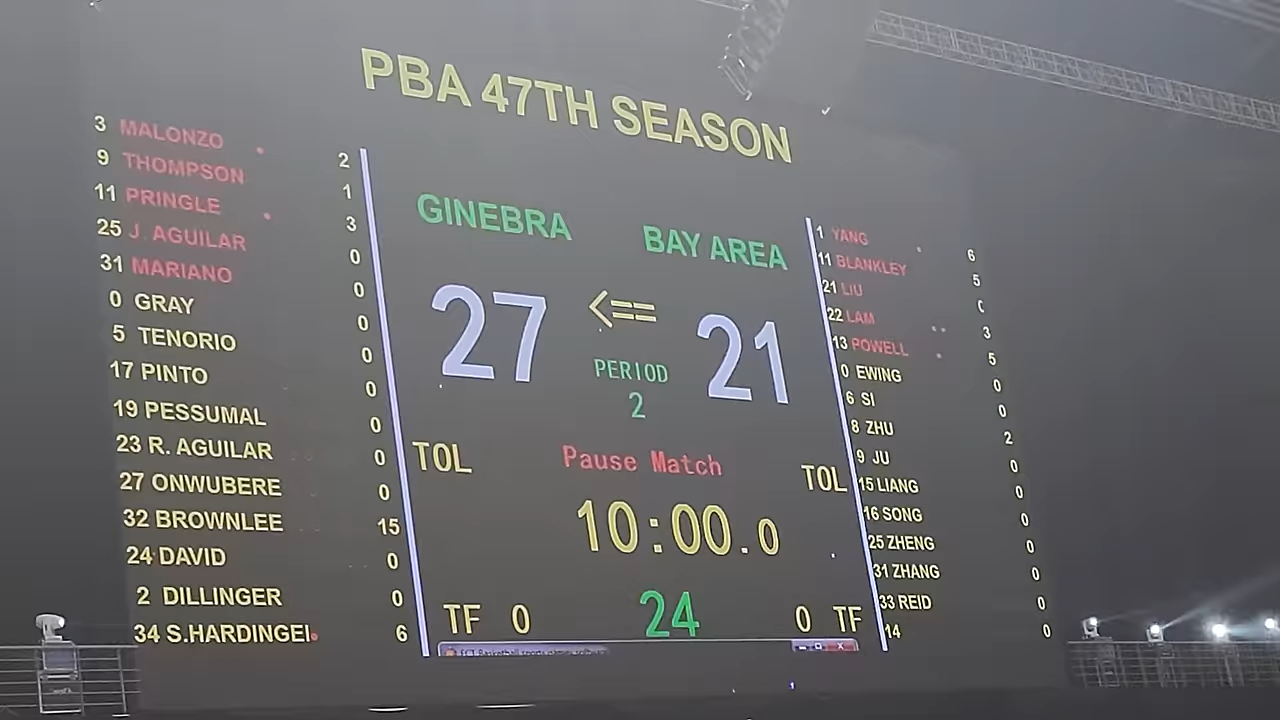 PBA 47TH SEASON
3 MALONZO 2
9 THOMPSON 1
11 PRINGLE 3
25 J. AGUILAR 0
31 MARIANO 0
0 GRAY 0
5 TENORIO 0
17 PINTO 0
19 PESSUMAL 0
23 R. AGUILAR 0
27 ONWUBERE 0
32 BROWNLEE 15
24 DAVID 0
2 DILLINGER 0
34 S.HARDINGE 6
GINEBRA BAY AREA
27 <== 21
PERIOD
2
TOL Pause Match TOL
10:00.0
TF 0 24 0 TF
1 YANG 6
11 BLANKLEY 5
21 LIU
22 LAM 3
13 POWELL 5
0 EWING 0
6 SI 0
8 ZHU 2
9 JU 0
15 LIANG 0
16 SONG 0
25 ZHENG 0
31 ZHANG 0
33 REID 0
14 0